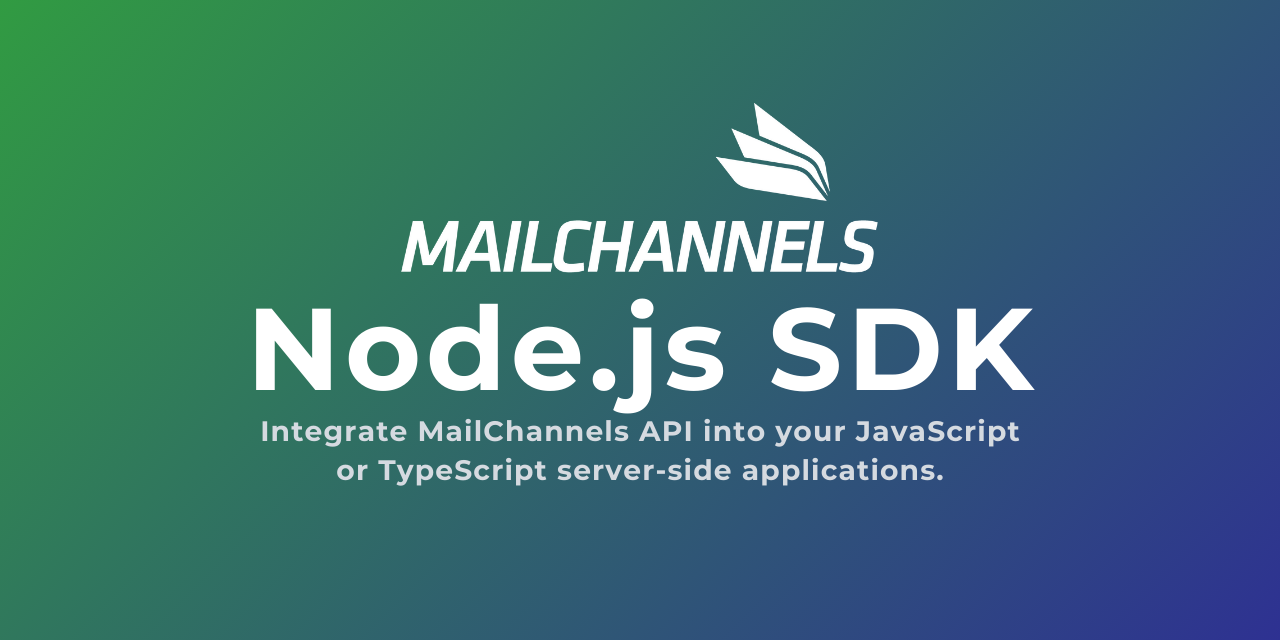 MAILCHANNELS
Node.js SDK
Integrate MailChannels API into your JavaScript
or TypeScript server-side applications.